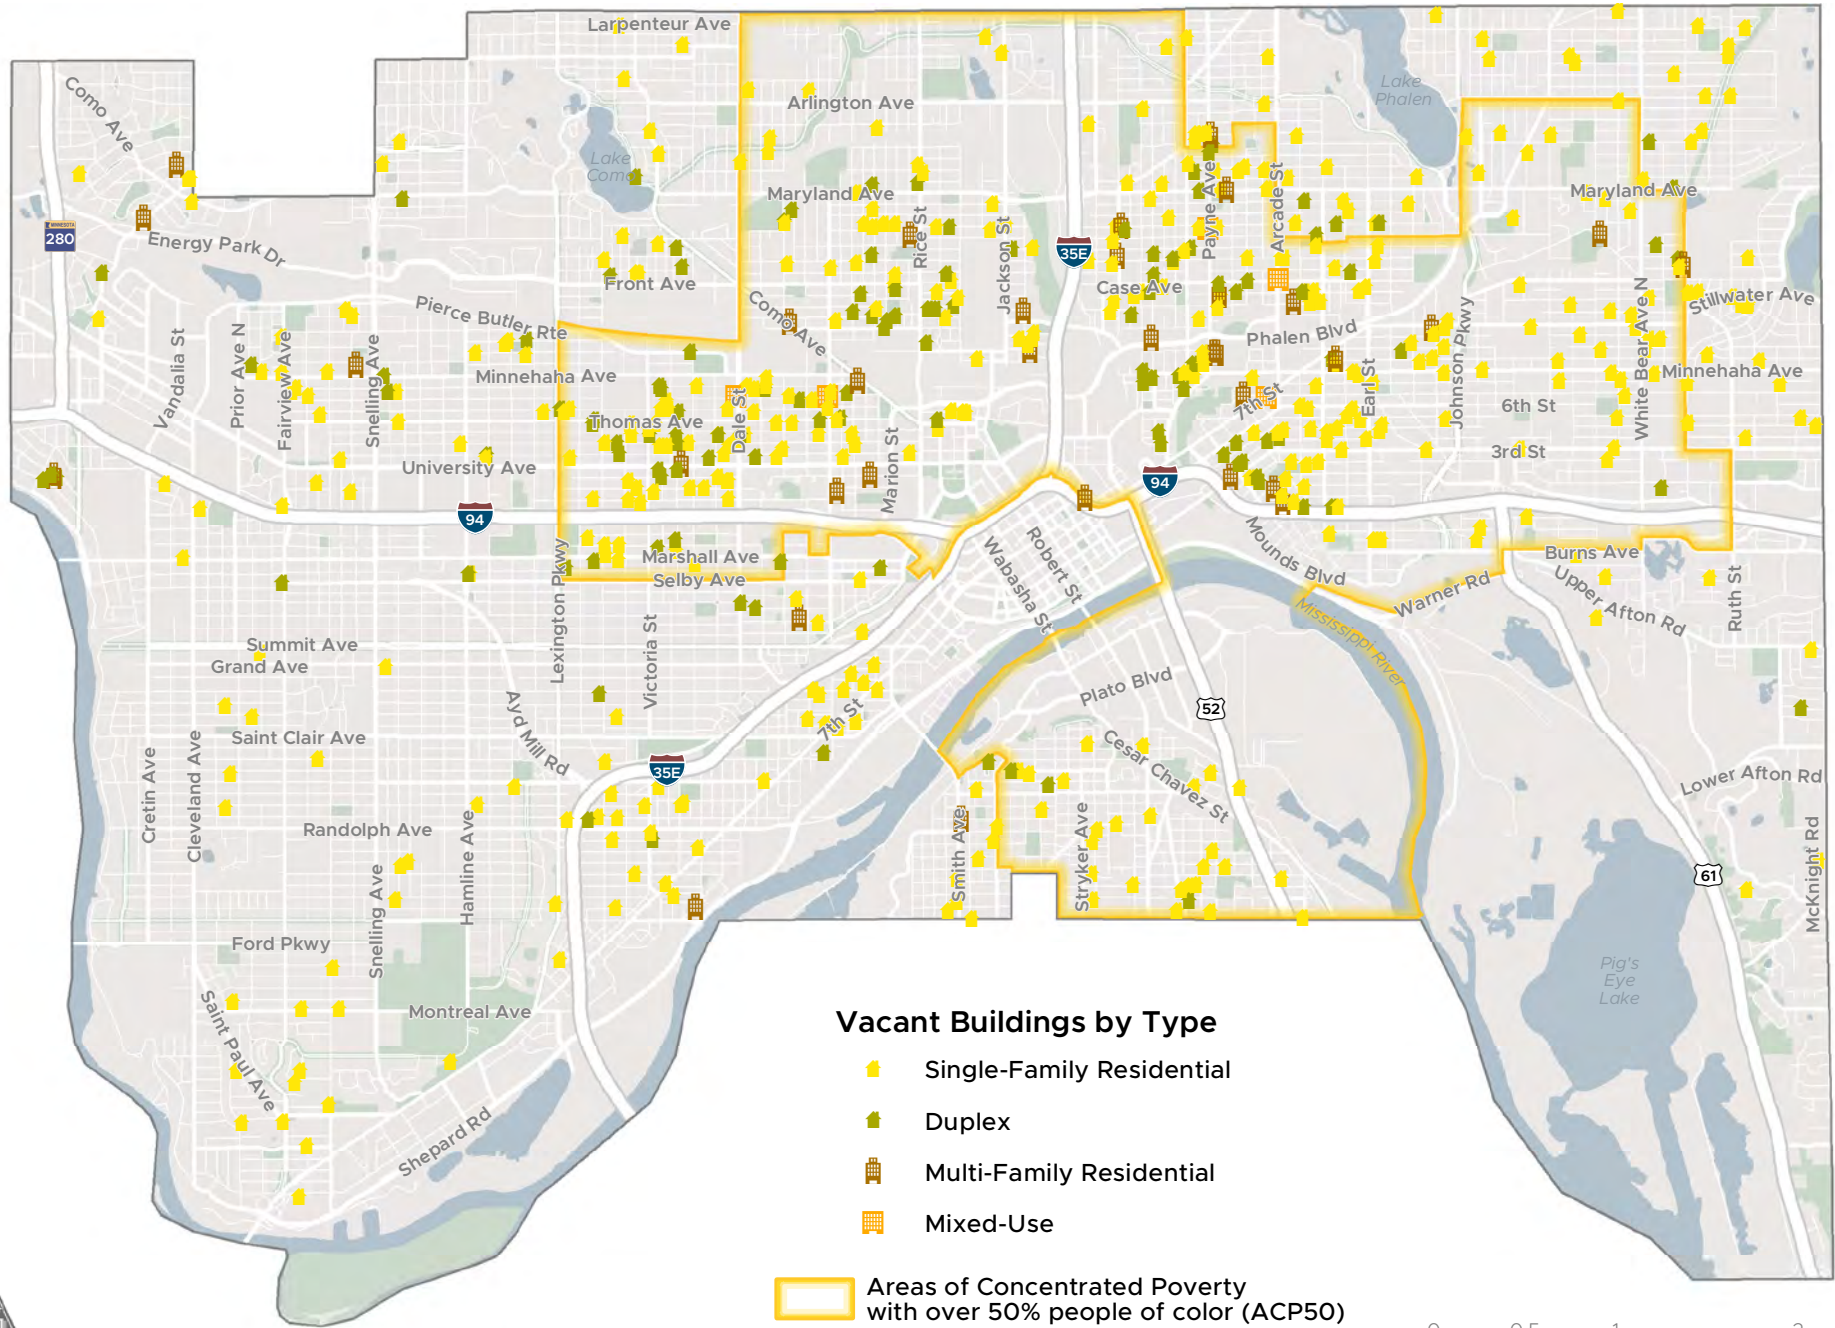 Larpenteur Ave
Como Ave
Arlington Ave
Lake
Phalen
Lake
Como
Maryland Ave
Maryland Ave
MINNESOTA
280
Energy Park Dr
Rice St
Jackson St
35E
Payne Ave
Arcade St
Front Ave
Case Ave
Como Ave
Pierce Butler Rte
Stillwater Ave
Phalen Blvd
Johnson Pkwy
White Bear Ave N
Vandalia St
Prior Ave N
Fairview Ave
Snelling Ave
Minnehaha Ave
Minnehaha Ave
Dale St
7th St
Earl St
6th St
Thomas Ave
Marion St
3rd St
University Ave
94
94
Robert St
Wabasha St
Mounds Blvd
Marshall Ave
Selby Ave
Burns Ave
Upper Afton Rd
Warner Rd
Ruth St
Mississippi River
Lexington Pkwy
Victoria St
Summit Ave
Grand Ave
Plato Blvd
52
Ayd Mill Rd
7th St
Saint Clair Ave
Cesar Chavez St
35E
Lower Afton Rd
Cretin Ave
Cleveland Ave
Randolph Ave
Hamline Ave
Smith Ave
Stryker Ave
McKnight Rd
61
Snelling Ave
Ford Pkwy
Pig's
Eye
Lake
Saint Paul Ave
Montreal Ave
Shepard Rd
Vacant Buildings by Type
Single-Family Residential
Duplex
Multi-Family Residential
Mixed-Use
Areas of Concentrated Poverty
with over 50% people of color (ACP50)